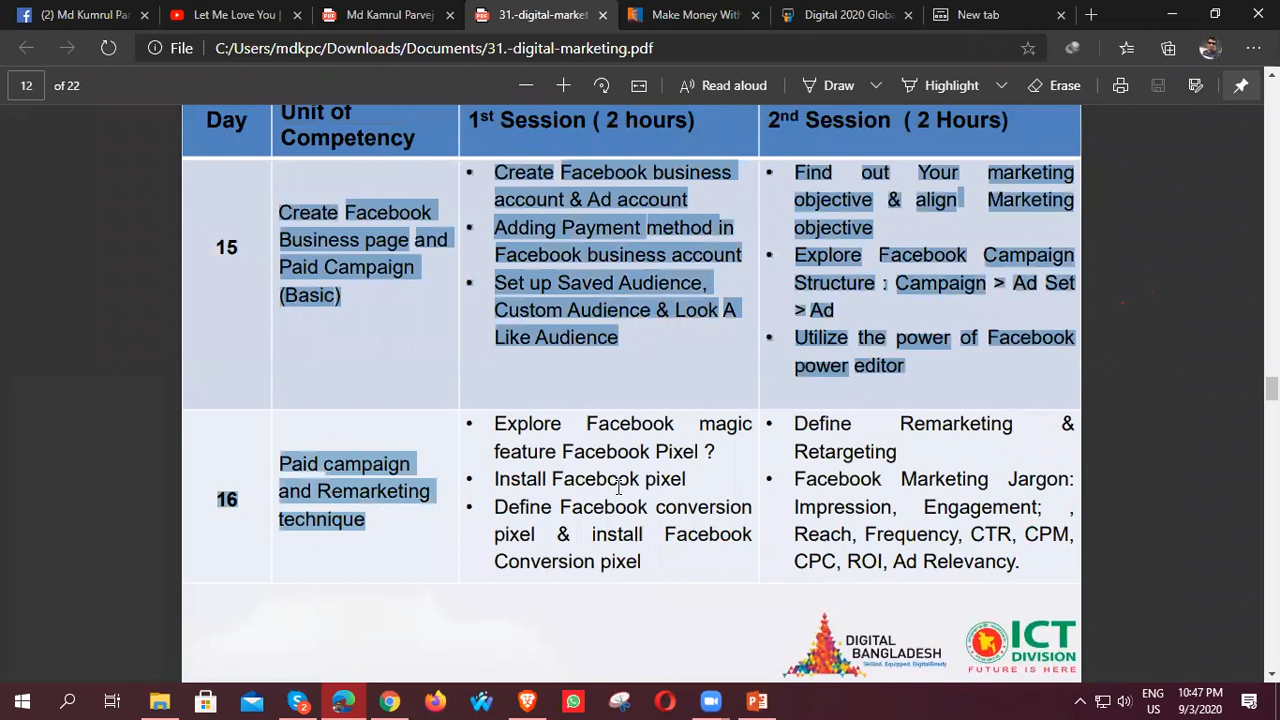 (2) Md Kumrul Par
Let Me Love You |
Md Kamrul Parvej
31.-digital-market
Make Money With
Digital 2020 Globa
New tab
File
C:/Users/mdkpc/Downloads/Documents/31.-digital-marketing.pdf
12 of 22
Read aloud
Draw
Highlight
Erase
Day
Unit of
Competency
1st Session ( 2 hours)
2nd Session ( 2 Hours)
15
Create Facebook
Business page and
Paid Campaign
(Basic)
• Create Facebook business
account & Ad account
• Adding Payment method in
Facebook business account
• Set up Saved Audience,
Custom Audience & Look A
Like Audience
• Find out Your marketing
objective & align Marketing
objective
• Explore Facebook Campaign
Structure : Campaign > Ad Set
> Ad
• Utilize the power of Facebook
power editor
16
Paid campaign
and Remarketing
technique
• Explore Facebook magic
feature Facebook Pixel ?
• Install Facebook pixel
• Define Facebook conversion
pixel & install Facebook
Conversion pixel
• Define Remarketing &
Retargeting
• Facebook Marketing Jargon:
Impression, Engagement; ,
Reach, Frequency, CTR, CPM,
CPC, ROI, Ad Relevancy.
DIGITAL
BANGLADESH
Skilled. Equipped. DigitalReady
ICT
DIVISION
FUTURE IS HERE
ENG
US
10:47 PM
9/3/2020